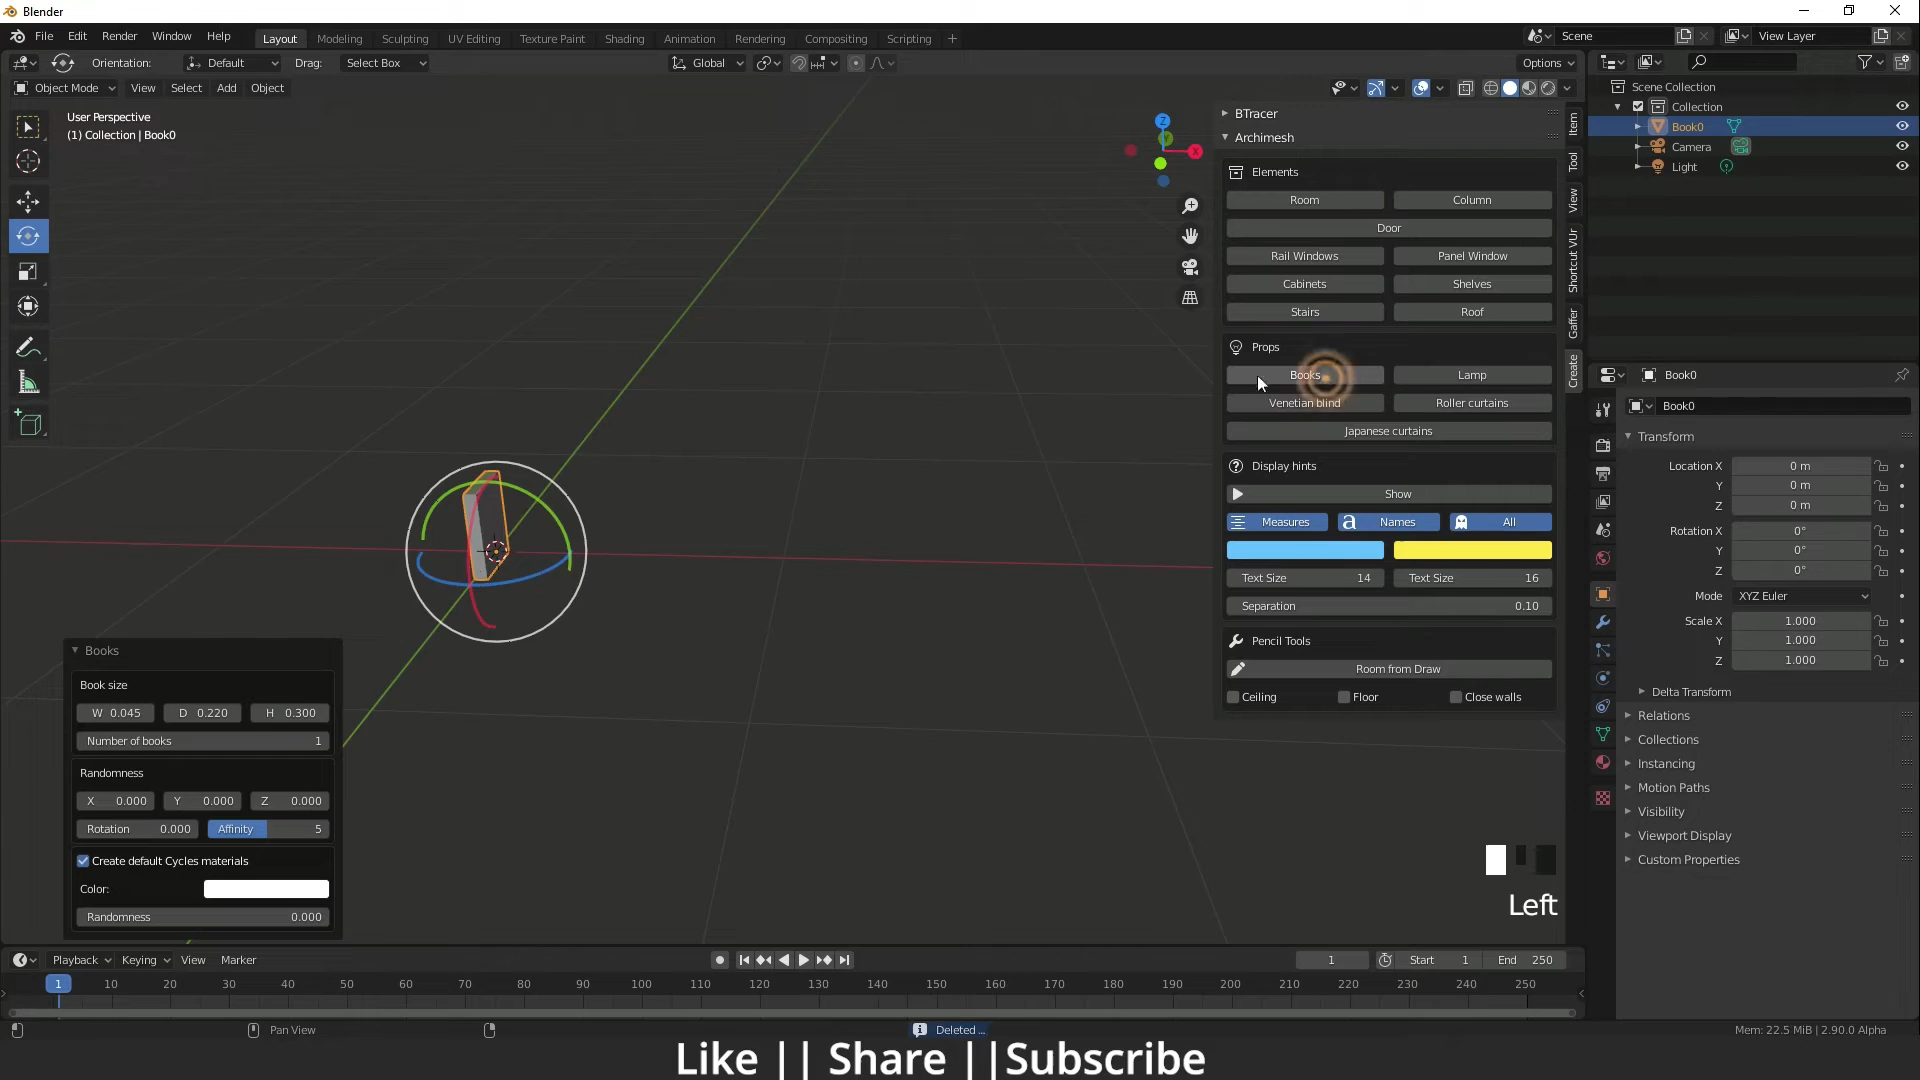 Blender
File Edit Render Window Help Layout Modeling Sculpting UV Editing Texture Paint Shading Animation Rendering Compositing Scripting + Scene View Layer
Orientation: Default Drag: Select Box Global Options
Object Mode View Select Add Object
User Perspective
(1) Collection | Book0
Z
X
BTracer
Archimesh
Elements
Room Column
Door
Rail Windows Panel Window
Cabinets Shelves
Stairs Roof
Props
Books Lamp
Venetian blind Roller curtains
Japanese curtains
Display hints
Show
Measures a Names All
Text Size 14 Text Size 16
Separation 0.10
Pencil Tools
Room from Draw
Ceiling Floor Close walls
Item
Tool
View
Shortcut VUr
Gaffer
Create
Scene Collection
Collection
Book0
Camera
Light
Book0
Book0
Transform
Location X 0 m
Y 0 m
Z 0 m
Rotation X 0°
Y 0°
Z 0°
Mode XYZ Euler
Scale X 1.000
Y 1.000
Z 1.000
Delta Transform
Relations
Collections
Instancing
Motion Paths
Visibility
Viewport Display
Custom Properties
Books
Book size
W 0.045 D 0.220 H 0.300
Number of books 1
Randomness
X 0.000 Y 0.000 Z 0.000
Rotation 0.000 Affinity 5
Create default Cycles materials
Color:
Randomness 0.000
Left
Playback Keying View Marker 1 Start 1 End 250
1 10 20 30 40 50 60 70 80 90 100 110 120 130 140 150 160 170 180 190 200 210 220 230 240 250
Pan View Deleted ... Mem: 22.5 MiB | 2.90.0 Alpha
Like || Share ||Subscribe